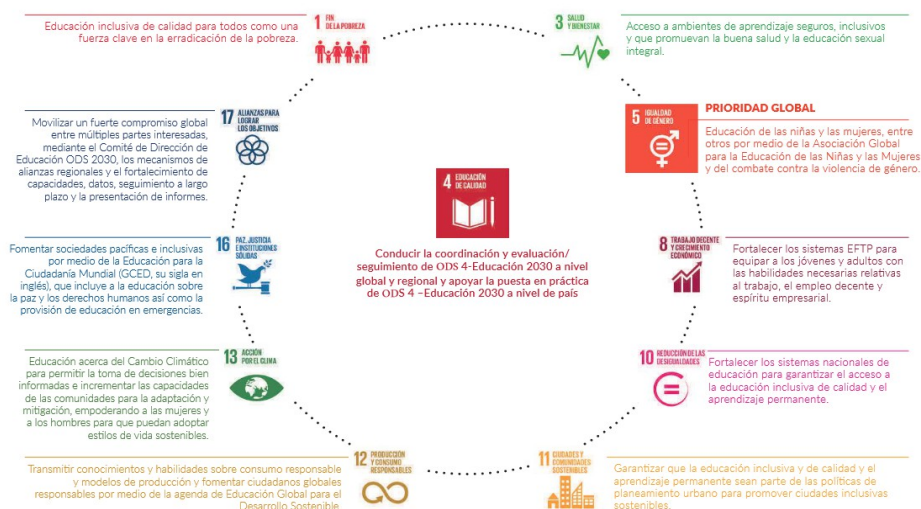 1 FIN
DE LA POBREZA
Educación inclusiva de calidad para todos como una
fuerza clave en la erradicación de la pobreza.
3 SALUD
Y BIENESTAR
Acceso a ambientes de aprendizaje seguros, inclusivos
y que promuevan la buena salud y la educación sexual
integral.
17 ALIANZAS PARA
LOGRAR
LOS OBJETIVOS
Movilizar un fuerte compromiso global
entre múltiples partes interesadas,
mediante el Comité de Dirección de
Educación ODS 2030, los mecanismos de
alianzas regionales y el fortalecimiento de
capacidades, datos, seguimiento a largo
plazo y la presentación de informes.
5 IGUALDAD
DE GÉNERO
PRIORIDAD GLOBAL
Educación de las niñas y las mujeres, entre
otros por medio de la Asociación Global
para la Educación de las Niñas y las Mujeres
y del combate contra la violencia de género.
4 EDUCACIÓN
DE CALIDAD
Conducir la coordinación y evaluación/
seguimiento de ODS 4-Educación 2030 a nivel
global y regional y apoyar la puesta en práctica
de ODS 4 –Educación 2030 a nivel de país
16 PAZ, JUSTICIA
E INSTITUCIONES
SÓLIDAS
Fomentar sociedades pacíficas e inclusivas
por medio de la Educación para la
Ciudadanía Mundial (GCED, su sigla en
inglés), que incluye a la educación sobre
la paz y los derechos humanos así como la
provisión de educación en emergencias.
8 TRABAJO DECENTE
Y CRECIMIENTO
ECONÓMICO
Fortalecer los sistemas EFTP para
equipar a los jóvenes y adultos con
las habilidades necesarias relativas
al trabajo, el empleo decente y
espíritu empresarial.
13 ACCIÓN
POR EL CLIMA
Educación acerca del Cambio Climático
para permitir la toma de decisiones bien
informadas e incrementar las capacidades
de las comunidades para la adaptación y
mitigación, empoderando a las mujeres y
a los hombres para que puedan adoptar
estilos de vida sostenibles.
10 REDUCCIÓN DE LAS
DESIGUALDADES
Fortalecer los sistemas nacionales de
educación para garantizar el acceso a
la educación inclusiva de calidad y el
aprendizaje permanente.
12 PRODUCCIÓN
Y CONSUMO
RESPONSABLES
Transmitir conocimientos y habilidades sobre consumo responsable
y modelos de producción y fomentar ciudadanos globales
responsables por medio de la agenda de Educación Global para el
Desarrollo Sostenible.
11 CIUDADES Y
COMUNIDADES
SOSTENIBLES
Garantizar que la educación inclusiva y de calidad y el
aprendizaje permanente sean parte de las políticas de
planeamiento urbano para promover ciudades inclusivas
sostenibles.